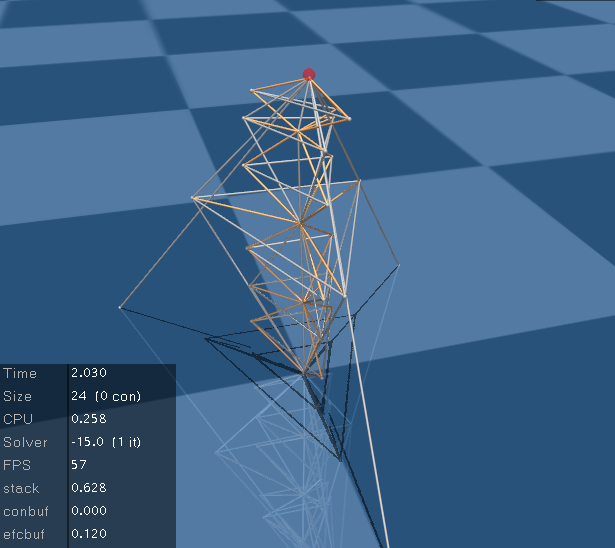 Time 2.030
Size 24 (0 con)
CPU 0.258
Solver -15.0 (1 it)
FPS 57
stack 0.628
conbuf 0.000
efcbuf 0.120